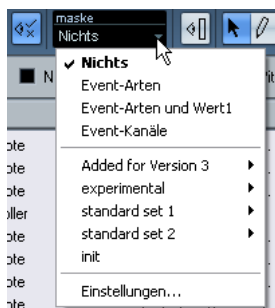 maske
Nichts
N
Nichts
Event-Arten
Event-Arten und Wert1
Event-Kanäle
Added for Version 3
experimental
standard set 1
standard set 2
init
Einstellungen...